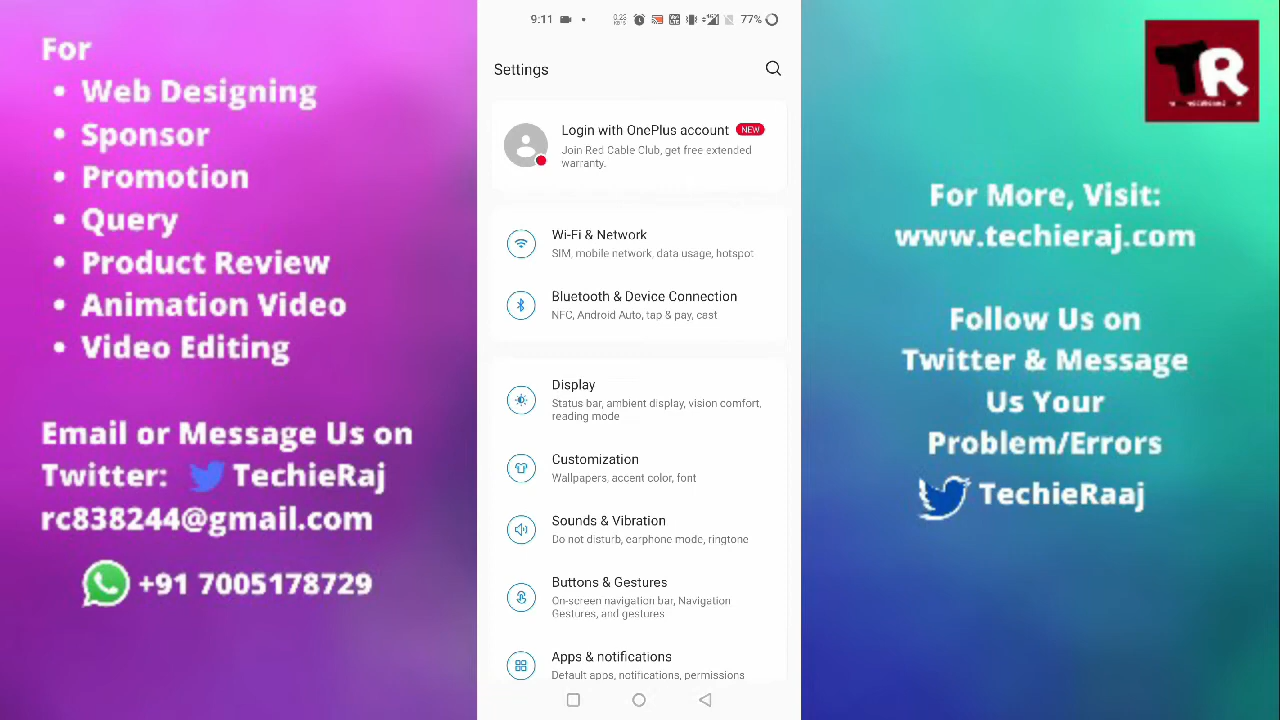 For
• Web Designing
• Sponsor
• Promotion
• Query
• Product Review
• Animation Video
• Video Editing
Email or Message Us on
Twitter: TechieRaj
rc838244@gmail.com
+91 7005178729
9:11
77%
Settings
Login with OnePlus account NEW
Join Red Cable Club, get free extended
warranty.
Wi-Fi & Network
SIM, mobile network, data usage, hotspot
Bluetooth & Device Connection
NFC, Android Auto, tap & pay, cast
Display
Status bar, ambient display, vision comfort,
reading mode
Customization
Wallpapers, accent color, font
Sounds & Vibration
Do not disturb, earphone mode, ringtone
Buttons & Gestures
On-screen navigation bar, Navigation
Gestures, and gestures
Apps & notifications
Default apps, notifications, permissions
TR
For More, Visit:
www.techieraj.com
Follow Us on
Twitter & Message
Us Your
Problem/Errors
TechieRaaj